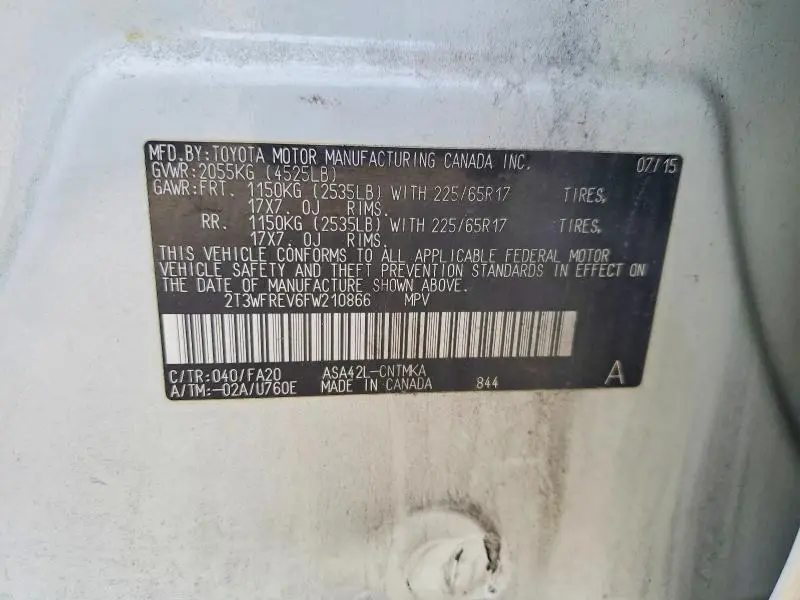 MFD.BY:TOYOTA MOTOR MANUFACTURING CANADA INC. 07/15
GVWR:2055KG (4525LB)
GAWR:FRT. 1150KG (2535LB) WITH 225/65R17 TIRES,
17X7.0J RIMS.
RR. 1150KG (2535LB) WITH 225/65R17 TIRES,
17X7.0J RIMS.
THIS VEHICLE CONFORMS TO ALL APPLICABLE FEDERAL MOTOR
VEHICLE SAFETY AND THEFT PREVENTION STANDARDS IN EFFECT ON
THE DATE OF MANUFACTURE SHOWN ABOVE.
2T3WFREV6FW210866 MPV
C/TR:040/FA20 ASA42L-CNTMKA
A/TM:-02A/U760E MADE IN CANADA 844 A